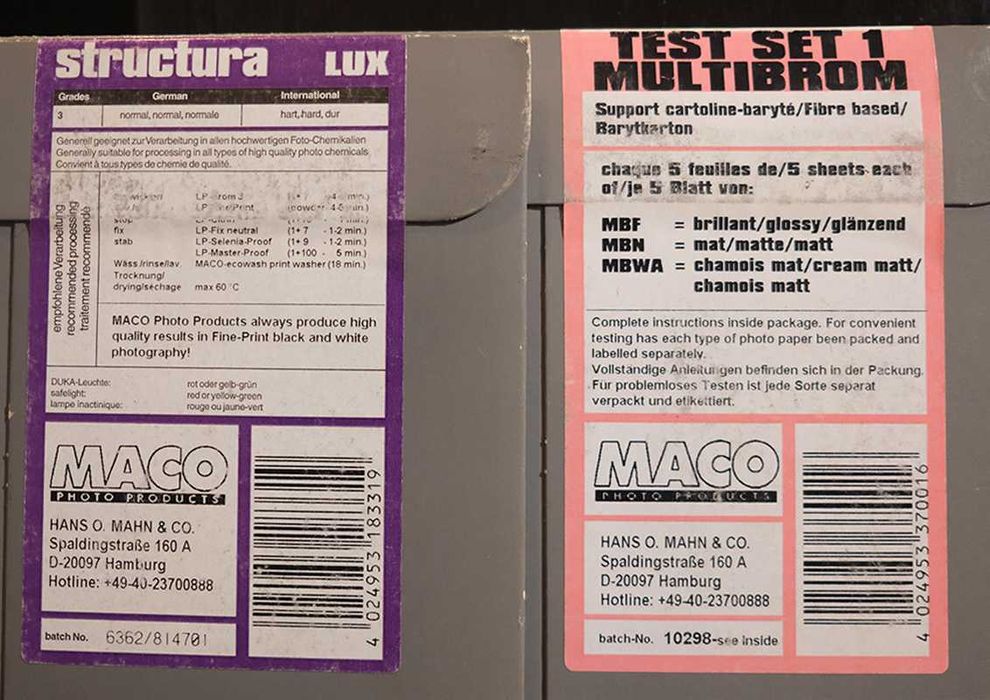 structura LUX
Grades German International
3 normal, normal, normale hart, hard, dur
Generell geeignet zur Verarbeitung in allen hochwertigen Foto-Chemikalien
Generally suitable for processing in all types of high quality photo chemicals
Convient à tous types de chemie de qualité.
empfohlene Verarbeitung
recommended processing
traitement recommende
stop
fix LP-Fix neutral (1+ 7 - 1-2 min.)
stab LP-Selenia-Proof (1+ 9 - 1-2 min.)
LP-Master-Proof (1+100 - 5 min.)
Wäss/rinse/lav. MACO-ecowash print washer (18 min.)
Trocknung/
drying/séchage max 60 °C
MACO Photo Products always produce high
quality results in Fine-Print black and white
photography!
DUKA-Leuchte: rot oder gelb-grün
safelight: red or yellow-green
lampe inactinique: rouge ou jaune-vert
MACO
PHOTO PRODUCTS
HANS O. MAHN & CO.
Spaldingstraße 160 A
D-20097 Hamburg
Hotline: +49-40-23700888
batch No. 6362/814701
4 024953 183319
TEST SET 1
MULTIBROM
Support cartoline-baryté/Fibre based/
Barytkarton
chaque 5 feuilles de/5 sheets each
of/je 5 Blatt von:
MBF = brillant/glossy/glänzend
MBN = mat/matte/matt
MBWA = chamois mat/cream matt/
chamois matt
Complete instructions inside package. For convenient
testing has each type of photo paper been packed and
labelled separately.
Vollständige Anleitungen befinden sich in der Packung.
Für problemloses Testen ist jede Sorte separat
verpackt und etikettiert.
MACO
PHOTO PRODUCTS
HANS O. MAHN & CO.
Spaldingstraße 160 A
D-20097 Hamburg
Hotline: +49-40-23700888
batch-No. 10298-see inside
4 024953 370016